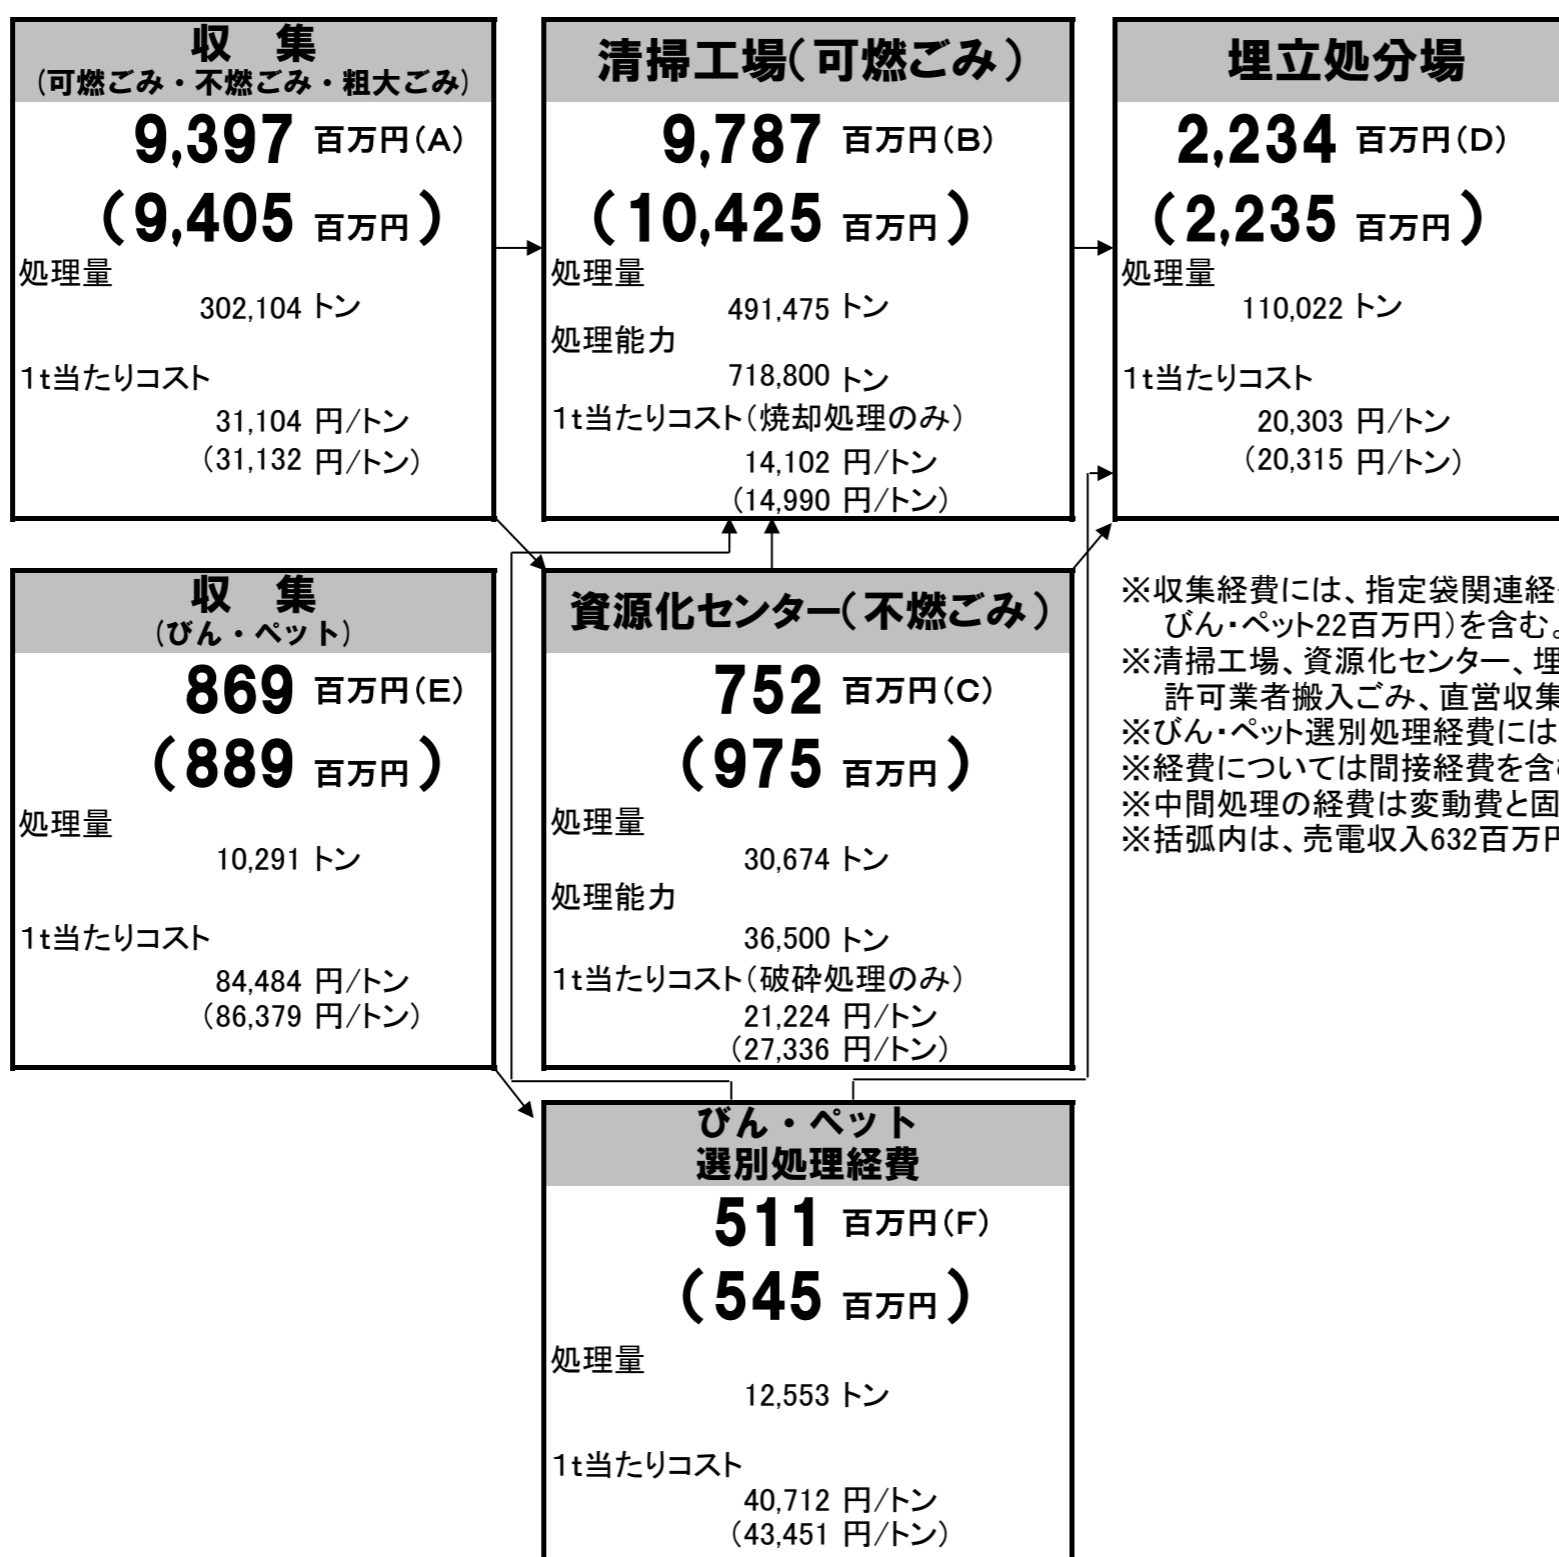 収　集
(可燃ごみ・不燃ごみ・粗大ごみ)
9,397 百万円(A)
(9,405 百万円)
処理量
302,104 トン
1t当たりコスト
31,104 円/トン
(31,132 円/トン)
清掃工場(可燃ごみ)
9,787 百万円(B)
(10,425 百万円)
処理量
491,475 トン
処理能力
718,800 トン
1t当たりコスト(焼却処理のみ)
14,102 円/トン
(14,990 円/トン)
埋立処分場
2,234 百万円(D)
(2,235 百万円)
処理量
110,022 トン
1t当たりコスト
20,303 円/トン
(20,315 円/トン)
収　集
(びん・ペット)
869 百万円(E)
(889 百万円)
処理量
10,291 トン
1t当たりコスト
84,484 円/トン
(86,379 円/トン)
資源化センター(不燃ごみ)
752 百万円(C)
(975 百万円)
処理量
30,674 トン
処理能力
36,500 トン
1t当たりコスト(破砕処理のみ)
21,224 円/トン
(27,336 円/トン)
※収集経費には、指定袋関連経
びん・ペット22百万円)を含む。
※清掃工場、資源化センター、埋
許可業者搬入ごみ、直営収集
※びん・ペット選別処理経費には
※経費については間接経費を含
※中間処理の経費は変動費と固
※括弧内は、売電収入632百万円
びん・ペット
選別処理経費
511 百万円(F)
(545 百万円)
処理量
12,553 トン
1t当たりコスト
40,712 円/トン
(43,451 円/トン)